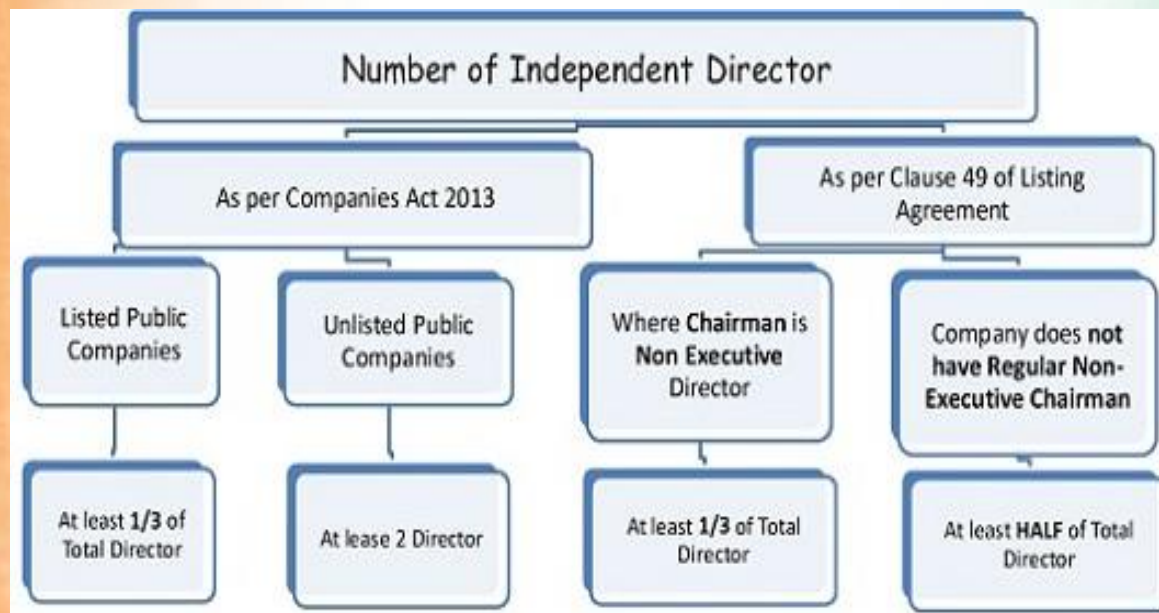 Number of Independent Director
As per Companies Act 2013
As per Clause 49 of Listing
Agreement
Listed Public
Companies
Unlisted Public
Companies
Where Chairman is
Non Executive
Director
Company does not
have Regular Non-
Executive Chairman
At least 1/3 of
Total Director
At lease 2 Director
At least 1/3 of Total
Director
At least HALF of Total
Director